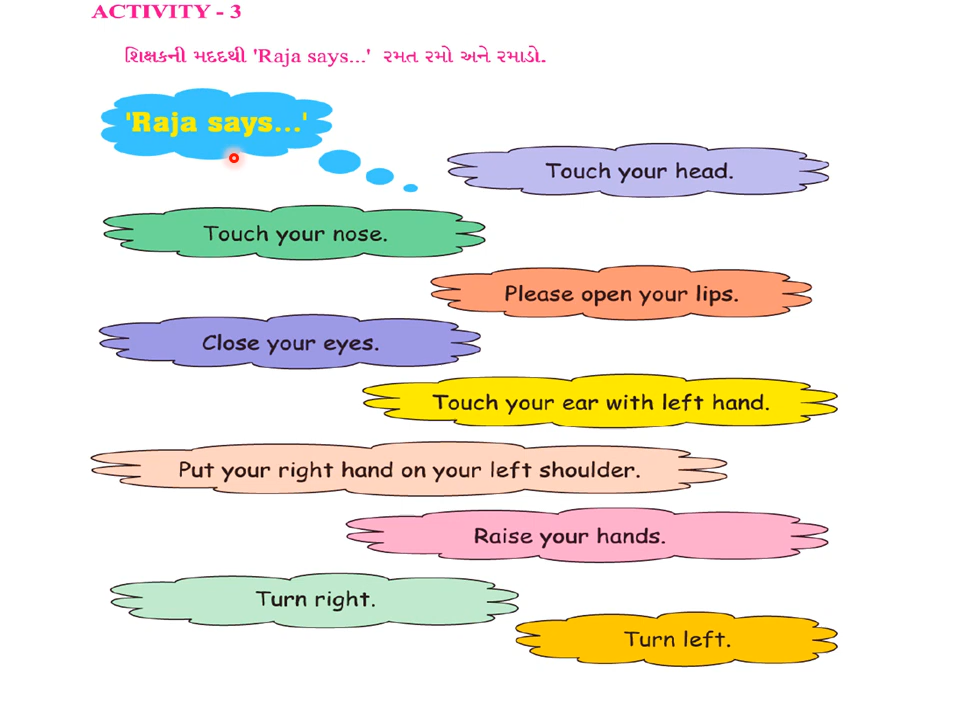 ACTIVITY - 3
શિક્ષકની મદદથી 'Raja says...' રમત રમો અને રમાડો.
'Raja says...'
Touch your head.
Touch your nose.
Please open your lips.
Close your eyes.
Touch your ear with left hand.
Put your right hand on your left shoulder.
Raise your hands.
Turn right.
Turn left.